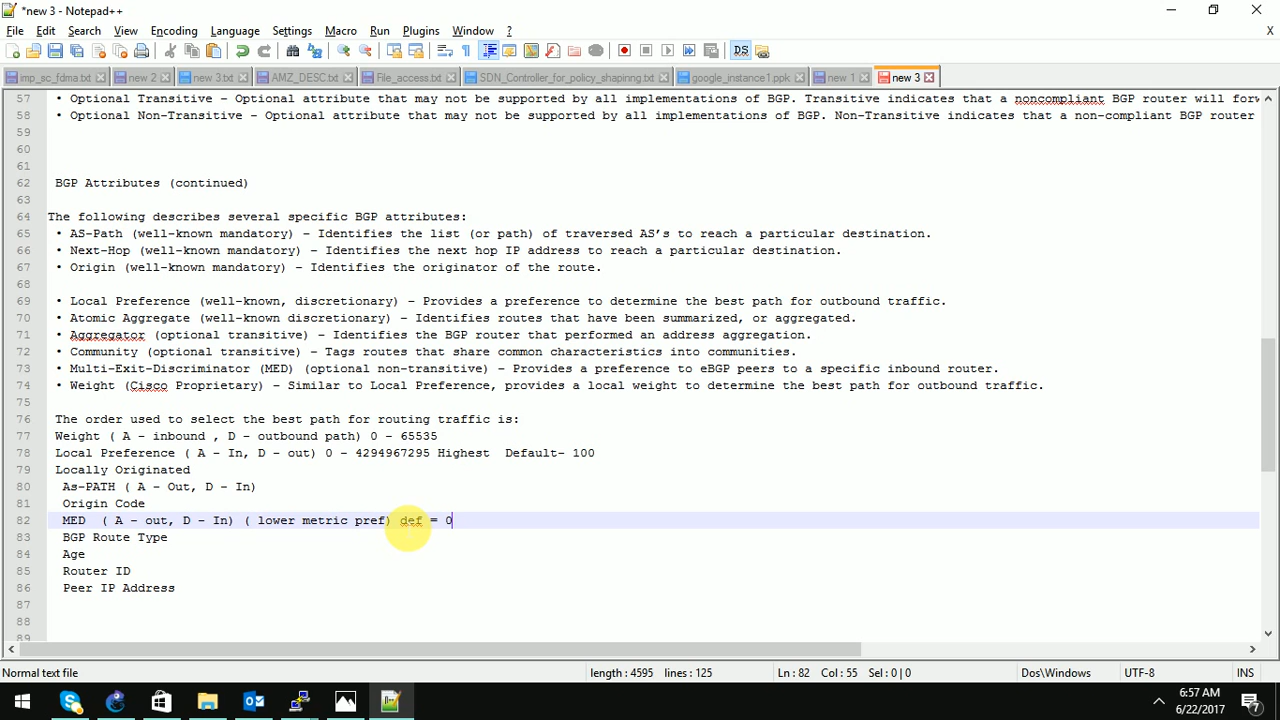 *new 3 - Notepad++
File Edit Search View Encoding Language Settings Macro Run Plugins Window ? X
imp_sc_fdma.txt new 2 new 3.txt AMZ_DESC.txt File_access.txt SDN_Controller_for_policy_shapinng.txt google_instance1.ppk new 1 new 3
57 • Optional Transitive – Optional attribute that may not be supported by all implementations of BGP. Transitive indicates that a noncompliant BGP router will forw
58 • Optional Non-Transitive – Optional attribute that may not be supported by all implementations of BGP. Non-Transitive indicates that a non-compliant BGP router
59
60
61
62 BGP Attributes (continued)
63
64 The following describes several specific BGP attributes:
65 • AS-Path (well-known mandatory) – Identifies the list (or path) of traversed AS’s to reach a particular destination.
66 • Next-Hop (well-known mandatory) – Identifies the next hop IP address to reach a particular destination.
67 • Origin (well-known mandatory) – Identifies the originator of the route.
68
69 • Local Preference (well-known, discretionary) – Provides a preference to determine the best path for outbound traffic.
70 • Atomic Aggregate (well-known discretionary) – Identifies routes that have been summarized, or aggregated.
71 • Aggregator (optional transitive) – Identifies the BGP router that performed an address aggregation.
72 • Community (optional transitive) – Tags routes that share common characteristics into communities.
73 • Multi-Exit-Discriminator (MED) (optional non-transitive) – Provides a preference to eBGP peers to a specific inbound router.
74 • Weight (Cisco Proprietary) – Similar to Local Preference, provides a local weight to determine the best path for outbound traffic.
75
76 The order used to select the best path for routing traffic is:
77 Weight ( A - inbound , D - outbound path) 0 - 65535
78 Local Preference ( A - In, D - out) 0 - 4294967295 Highest Default- 100
79 Locally Originated
80 As-PATH ( A - Out, D - In)
81 Origin Code
82 MED ( A - out, D - In) ( lower metric pref) def = 0
83 BGP Route Type
84 Age
85 Router ID
86 Peer IP Address
87
88
89
Normal text file length : 4595 lines : 125 Ln : 82 Col : 55 Sel : 0 | 0 Dos\Windows UTF-8 INS
6:57 AM
6/22/2017 7